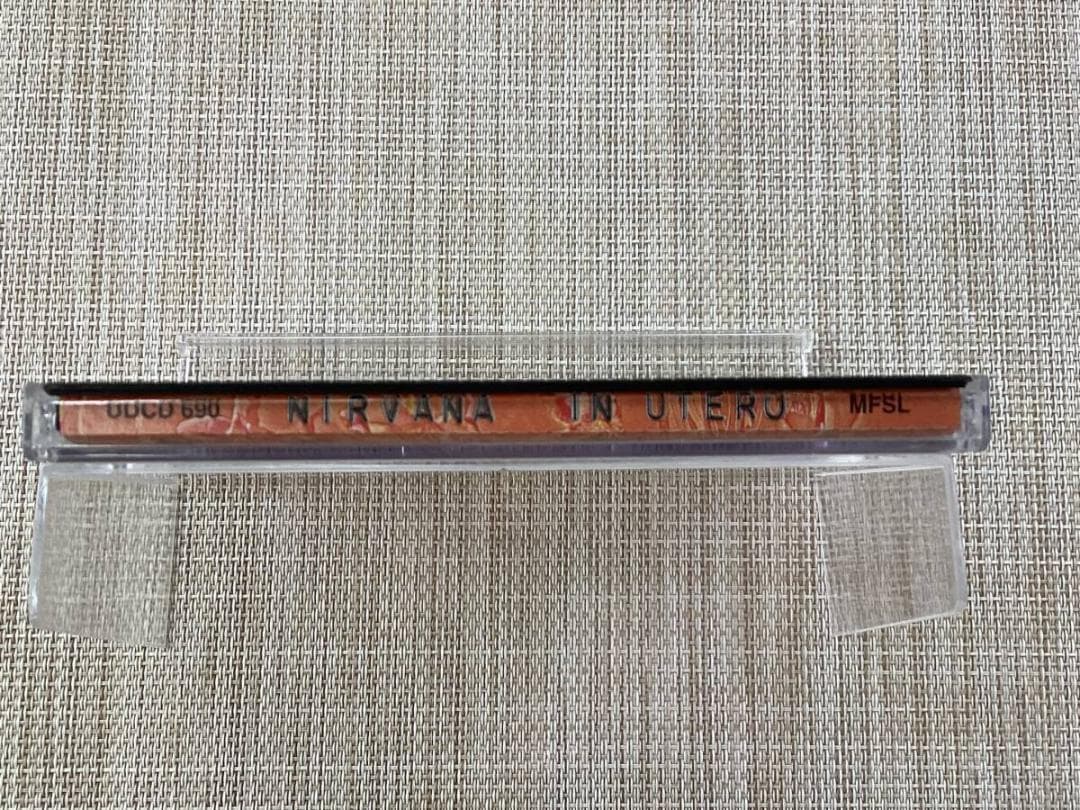 UDCD 690 NIRVANA IN UTERO MFSL